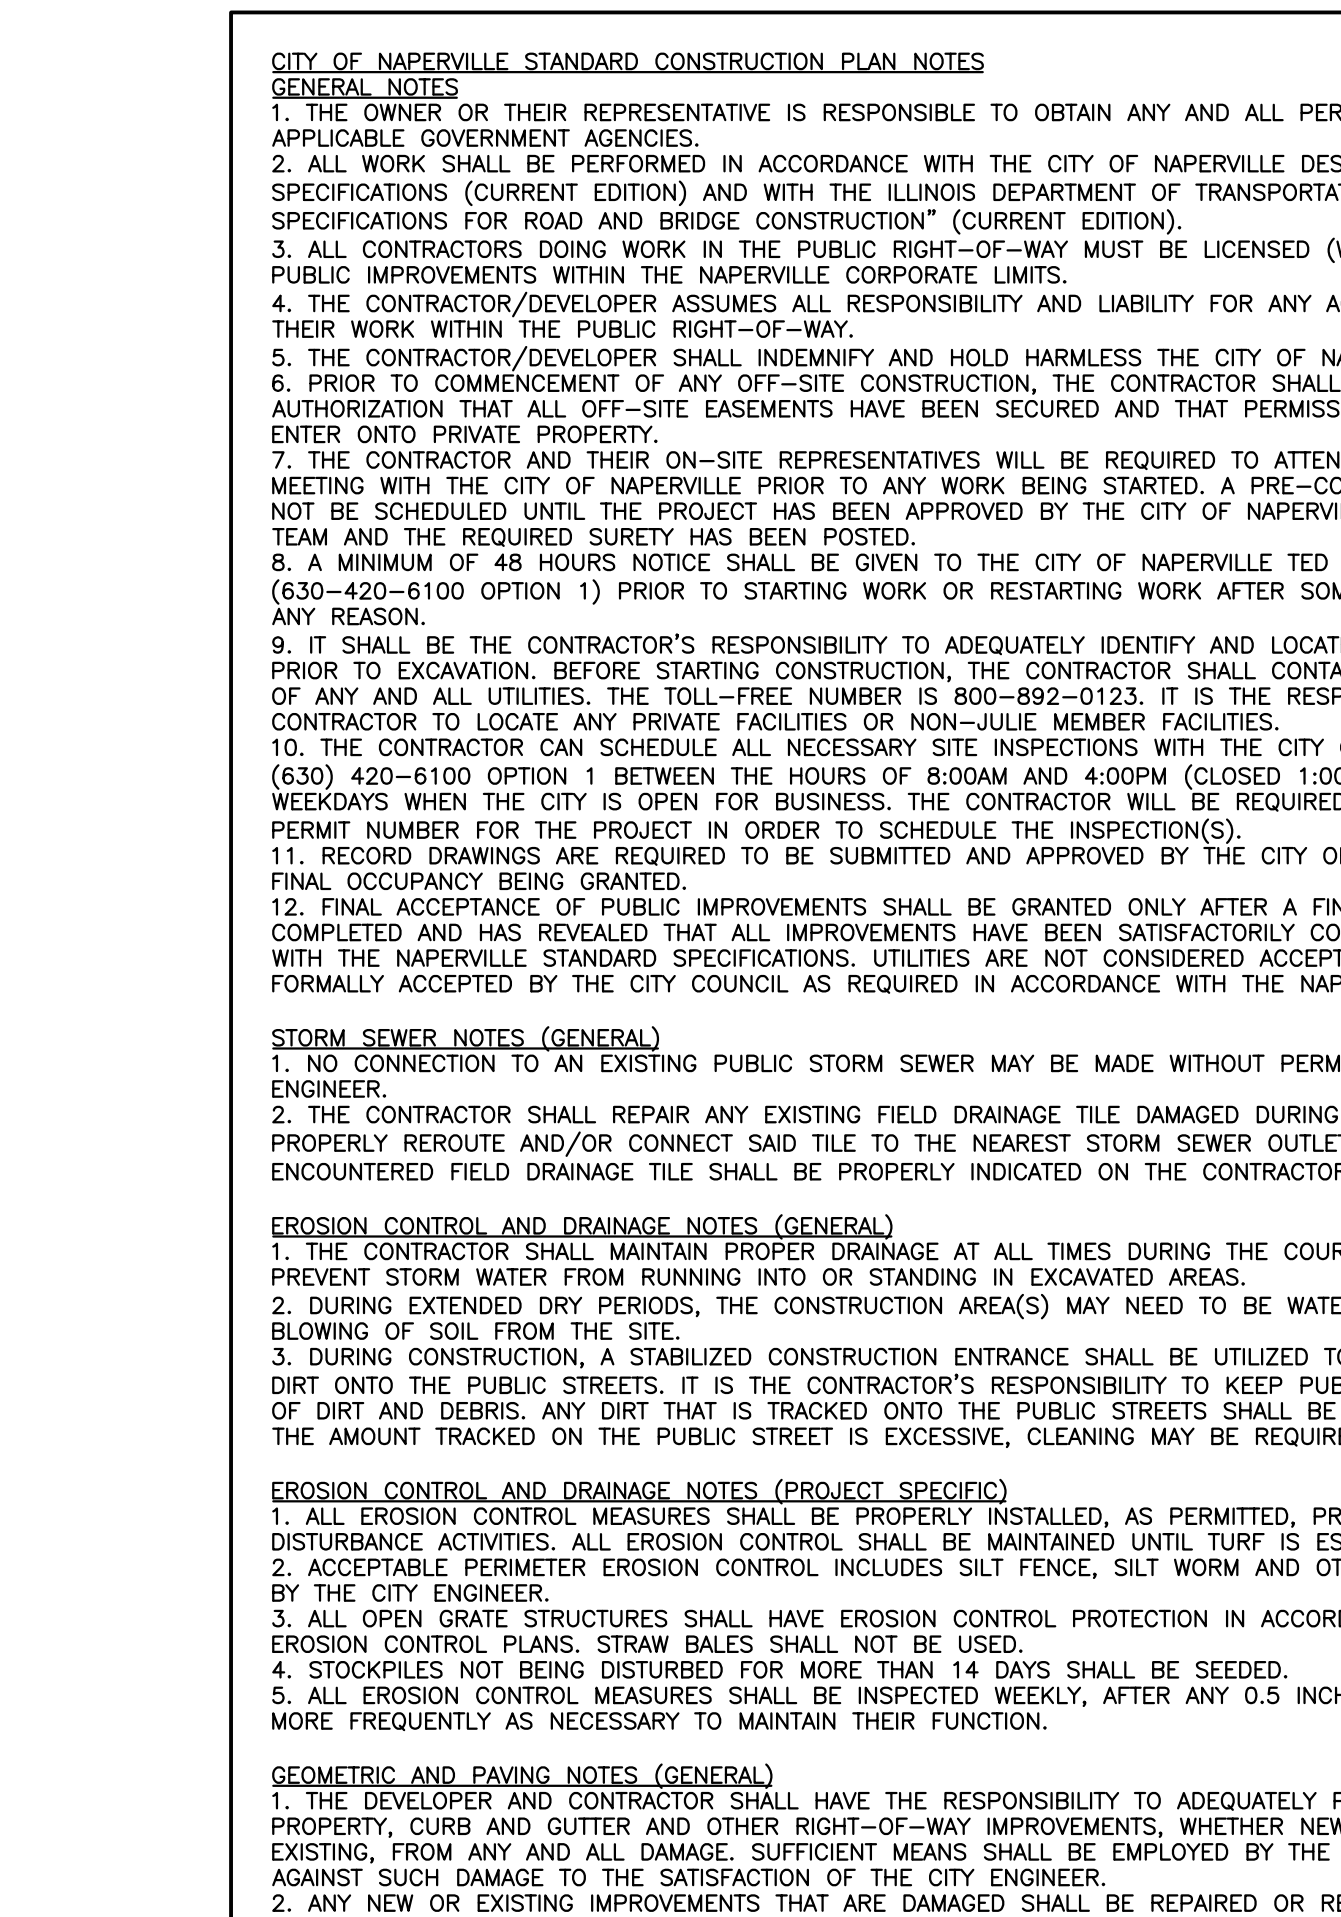 CITY OF NAPERVILLE STANDARD CONSTRUCTION PLAN NOTES
GENERAL NOTES
1. THE OWNER OR THEIR REPRESENTATIVE IS RESPONSIBLE TO OBTAIN ANY AND ALL
APPLICABLE GOVERNMENT AGENCIES.
2. ALL WORK SHALL BE PERFORMED IN ACCORDANCE WITH THE CITY OF NAPERVILLE
SPECIFICATIONS (CURRENT EDITION) AND WITH THE ILLINOIS DEPARTMENT OF
SPECIFICATIONS FOR ROAD AND BRIDGE CONSTRUCTION” (CURRENT EDITION).
3. ALL CONTRACTORS DOING WORK IN THE PUBLIC RIGHT–OF–WAY MUST BE LICENSED
PUBLIC IMPROVEMENTS WITHIN THE NAPERVILLE CORPORATE LIMITS.
4. THE CONTRACTOR/DEVELOPER ASSUMES ALL RESPONSIBILITY AND LIABILITY FOR ANY
THEIR WORK WITHIN THE PUBLIC RIGHT–OF–WAY.
5. THE CONTRACTOR/DEVELOPER SHALL INDEMNIFY AND HOLD HARMLESS THE CITY OF
6. PRIOR TO COMMENCEMENT OF ANY OFF–SITE CONSTRUCTION, THE CONTRACTOR SHALL
AUTHORIZATION THAT ALL OFF–SITE EASEMENTS HAVE BEEN SECURED AND THAT
ENTER ONTO PRIVATE PROPERTY.
7. THE CONTRACTOR AND THEIR ON–SITE REPRESENTATIVES WILL BE REQUIRED TO
MEETING WITH THE CITY OF NAPERVILLE PRIOR TO ANY WORK BEING STARTED. A
NOT BE SCHEDULED UNTIL THE PROJECT HAS BEEN APPROVED BY THE CITY OF
TEAM AND THE REQUIRED SURETY HAS BEEN POSTED.
8. A MINIMUM OF 48 HOURS NOTICE SHALL BE GIVEN TO THE CITY OF NAPERVILLE TED
(630–420–6100 OPTION 1) PRIOR TO STARTING WORK OR RESTARTING WORK AFTER
ANY REASON.
9. IT SHALL BE THE CONTRACTOR’S RESPONSIBILITY TO ADEQUATELY IDENTIFY AND
PRIOR TO EXCAVATION. BEFORE STARTING CONSTRUCTION, THE CONTRACTOR SHALL
OF ANY AND ALL UTILITIES. THE TOLL–FREE NUMBER IS 800–892–0123. IT IS THE
CONTRACTOR TO LOCATE ANY PRIVATE FACILITIES OR NON–JULIE MEMBER FACILITIES.
10. THE CONTRACTOR CAN SCHEDULE ALL NECESSARY SITE INSPECTIONS WITH THE CITY
(630) 420–6100 OPTION 1 BETWEEN THE HOURS OF 8:00AM AND 4:00PM (CLOSED
WEEKDAYS WHEN THE CITY IS OPEN FOR BUSINESS. THE CONTRACTOR WILL BE REQUIRED
PERMIT NUMBER FOR THE PROJECT IN ORDER TO SCHEDULE THE INSPECTION(S).
11. RECORD DRAWINGS ARE REQUIRED TO BE SUBMITTED AND APPROVED BY THE CITY
FINAL OCCUPANCY BEING GRANTED.
12. FINAL ACCEPTANCE OF PUBLIC IMPROVEMENTS SHALL BE GRANTED ONLY AFTER A
COMPLETED AND HAS REVEALED THAT ALL IMPROVEMENTS HAVE BEEN SATISFACTORILY
WITH THE NAPERVILLE STANDARD SPECIFICATIONS. UTILITIES ARE NOT CONSIDERED
FORMALLY ACCEPTED BY THE CITY COUNCIL AS REQUIRED IN ACCORDANCE WITH THE
STORM SEWER NOTES (GENERAL)
1. NO CONNECTION TO AN EXISTING PUBLIC STORM SEWER MAY BE MADE WITHOUT
ENGINEER.
2. THE CONTRACTOR SHALL REPAIR ANY EXISTING FIELD DRAINAGE TILE DAMAGED DURING
PROPERLY REROUTE AND/OR CONNECT SAID TILE TO THE NEAREST STORM SEWER
ENCOUNTERED FIELD DRAINAGE TILE SHALL BE PROPERLY INDICATED ON THE
EROSION CONTROL AND DRAINAGE NOTES (GENERAL)
1. THE CONTRACTOR SHALL MAINTAIN PROPER DRAINAGE AT ALL TIMES DURING THE
PREVENT STORM WATER FROM RUNNING INTO OR STANDING IN EXCAVATED AREAS.
2. DURING EXTENDED DRY PERIODS, THE CONSTRUCTION AREA(S) MAY NEED TO BE
BLOWING OF SOIL FROM THE SITE.
3. DURING CONSTRUCTION, A STABILIZED CONSTRUCTION ENTRANCE SHALL BE UTILIZED
DIRT ONTO THE PUBLIC STREETS. IT IS THE CONTRACTOR’S RESPONSIBILITY TO KEEP
OF DIRT AND DEBRIS. ANY DIRT THAT IS TRACKED ONTO THE PUBLIC STREETS SHALL BE
THE AMOUNT TRACKED ON THE PUBLIC STREET IS EXCESSIVE, CLEANING MAY BE
EROSION CONTROL AND DRAINAGE NOTES (PROJECT SPECIFIC)
1. ALL EROSION CONTROL MEASURES SHALL BE PROPERLY INSTALLED, AS PERMITTED,
DISTURBANCE ACTIVITIES. ALL EROSION CONTROL SHALL BE MAINTAINED UNTIL TURF IS
2. ACCEPTABLE PERIMETER EROSION CONTROL INCLUDES SILT FENCE, SILT WORM AND
BY THE CITY ENGINEER.
3. ALL OPEN GRATE STRUCTURES SHALL HAVE EROSION CONTROL PROTECTION IN
EROSION CONTROL PLANS. STRAW BALES SHALL NOT BE USED.
4. STOCKPILES NOT BEING DISTURBED FOR MORE THAN 14 DAYS SHALL BE SEEDED.
5. ALL EROSION CONTROL MEASURES SHALL BE INSPECTED WEEKLY, AFTER ANY 0.5
MORE FREQUENTLY AS NECESSARY TO MAINTAIN THEIR FUNCTION.
GEOMETRIC AND PAVING NOTES (GENERAL)
1. THE DEVELOPER AND CONTRACTOR SHALL HAVE THE RESPONSIBILITY TO ADEQUATELY
PROPERTY, CURB AND GUTTER AND OTHER RIGHT–OF–WAY IMPROVEMENTS, WHETHER NEW
EXISTING, FROM ANY AND ALL DAMAGE. SUFFICIENT MEANS SHALL BE EMPLOYED BY THE
AGAINST SUCH DAMAGE TO THE SATISFACTION OF THE CITY ENGINEER.
2. ANY NEW OR EXISTING IMPROVEMENTS THAT ARE DAMAGED SHALL BE REPAIRED OR